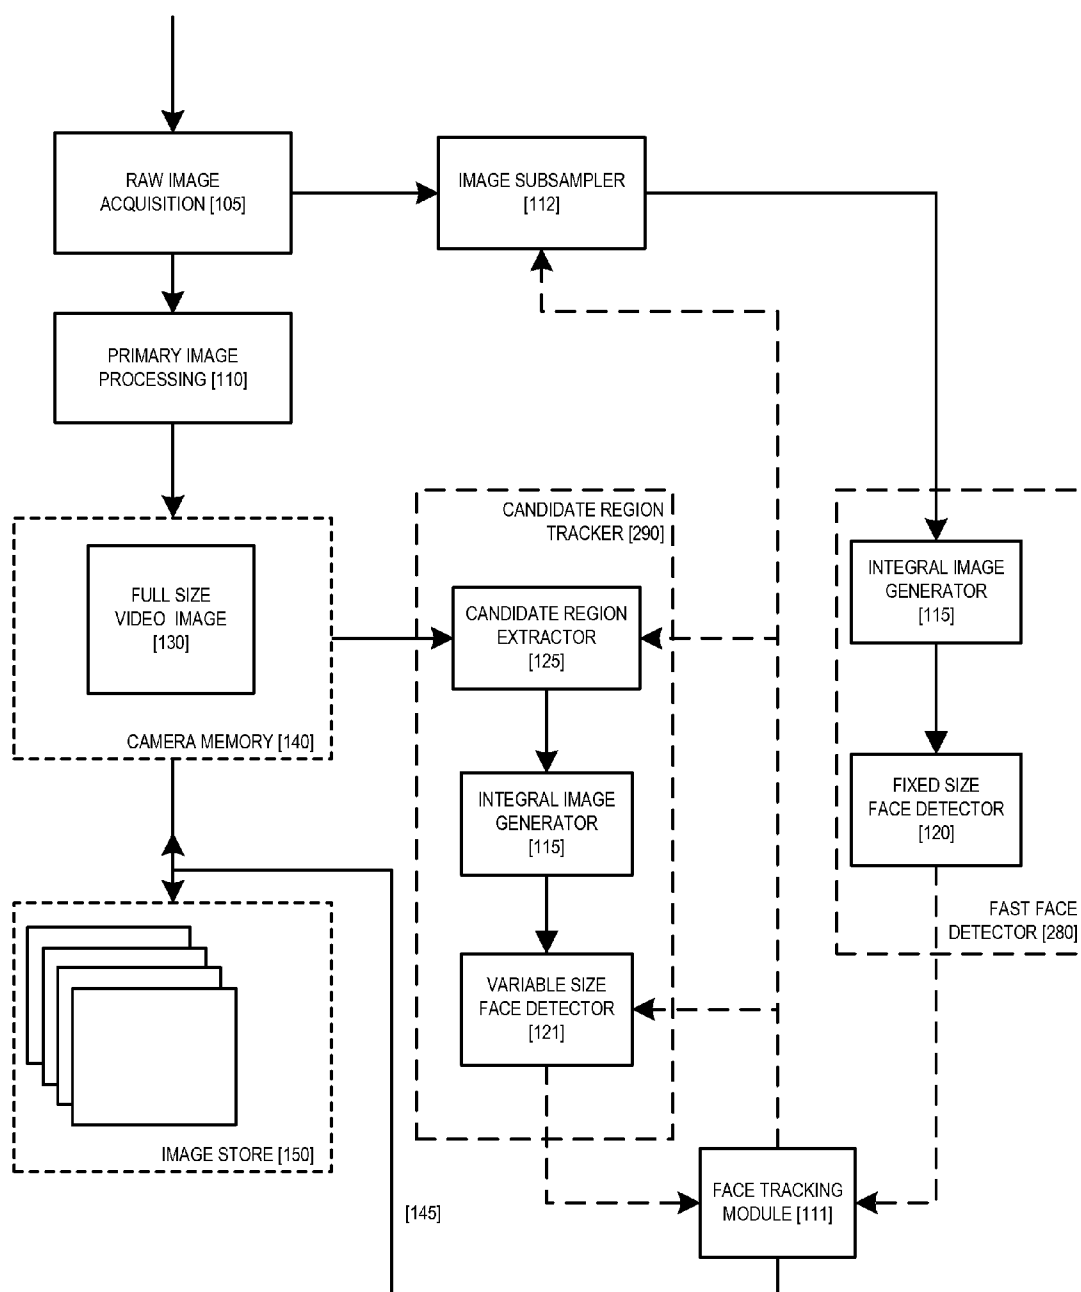 RAW IMAGE
ACQUISITION [105]
IMAGE SUBSAMPLER
[112]
PRIMARY IMAGE
PROCESSING [110]
CANDIDATE REGION
TRACKER [290]
FULL SIZE
VIDEO IMAGE
[130]
CAMERA MEMORY [140]
CANDIDATE REGION
EXTRACTOR
[125]
INTEGRAL IMAGE
GENERATOR
[115]
INTEGRAL IMAGE
GENERATOR
[115]
FIXED SIZE
FACE DETECTOR
[120]
FAST FACE
DETECTOR [280]
VARIABLE SIZE
FACE DETECTOR
[121]
IMAGE STORE [150]
[145]
FACE TRACKING
MODULE [111]